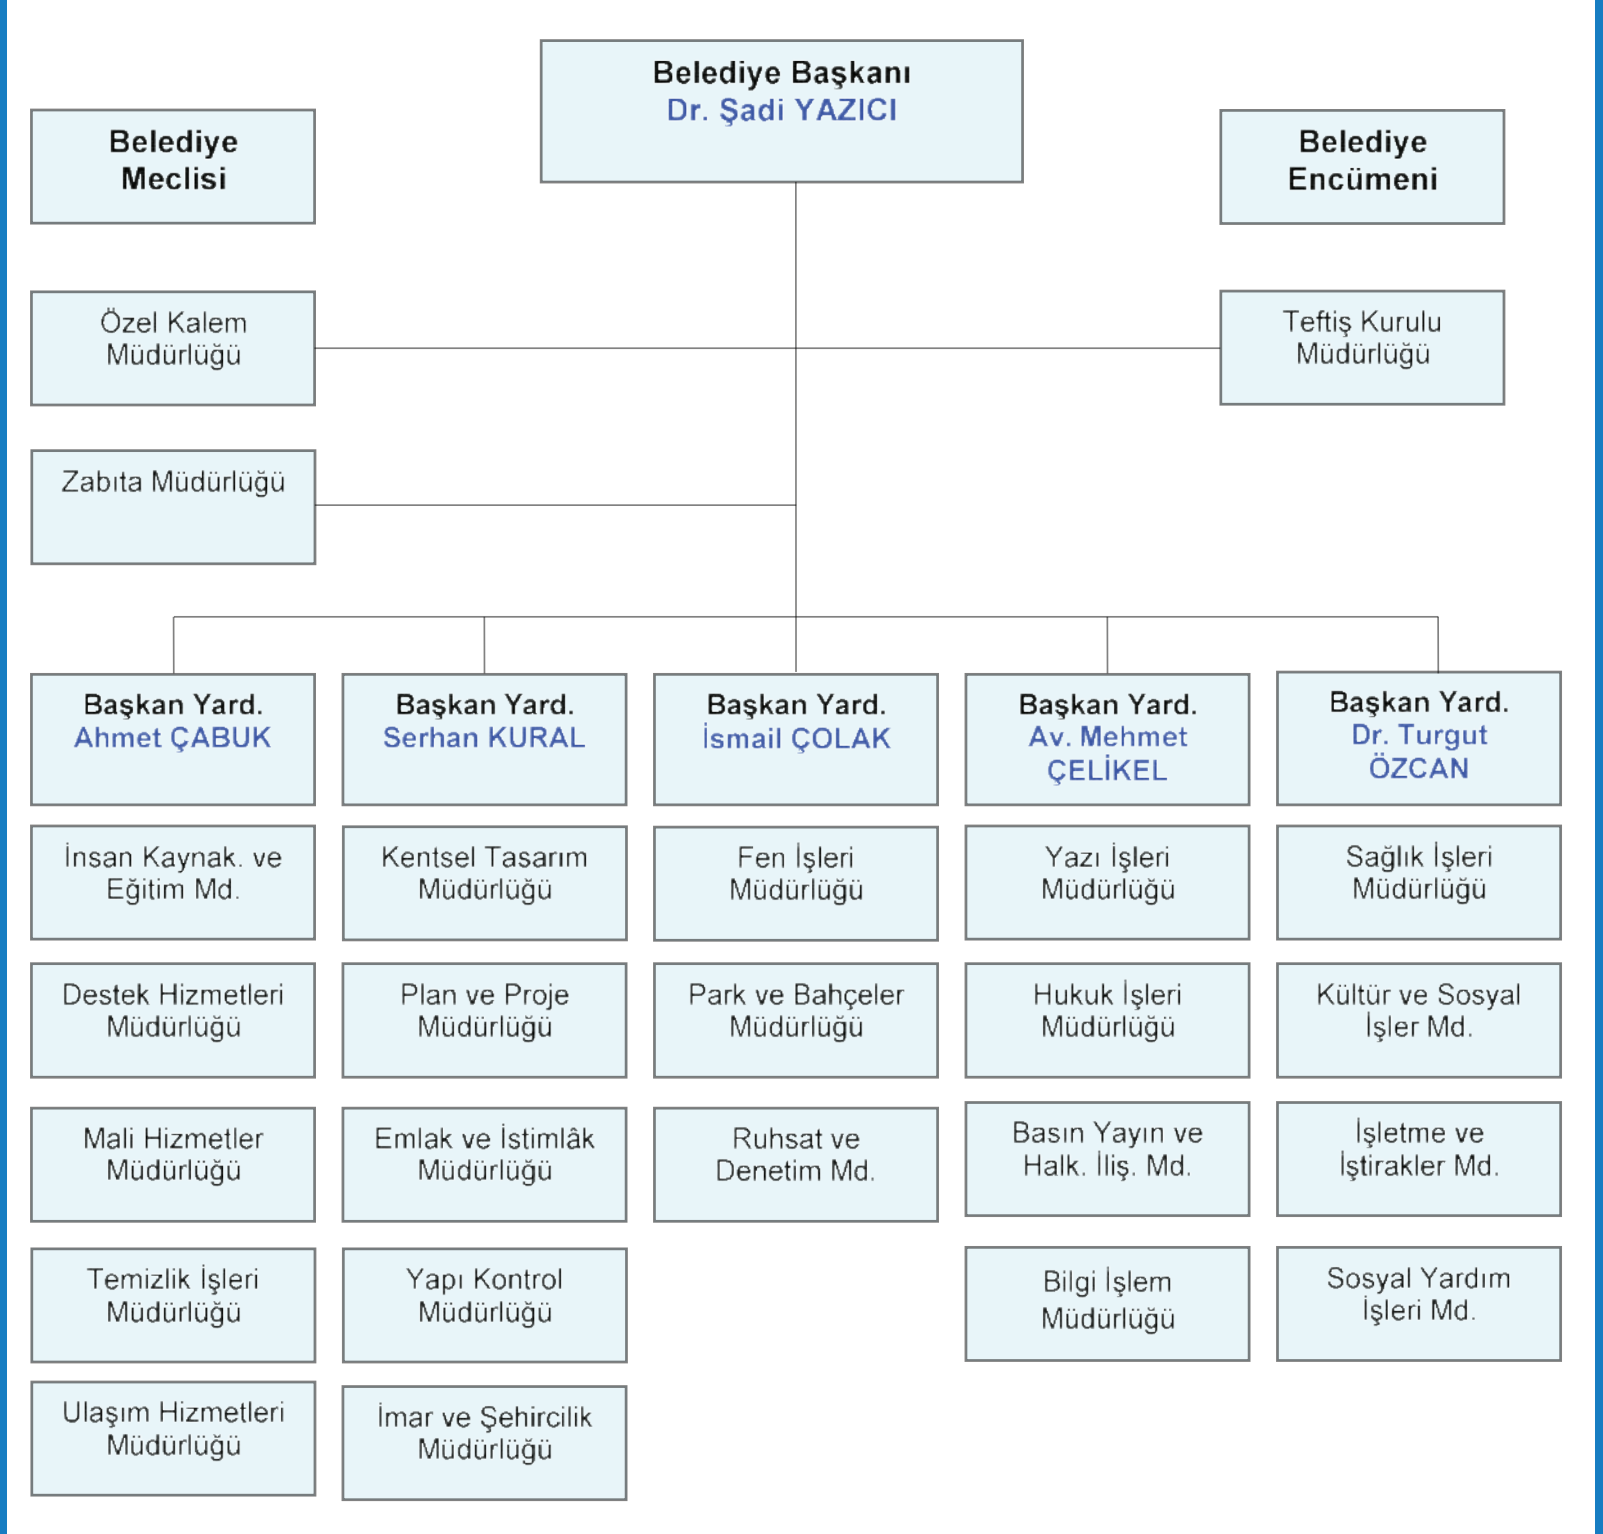 Belediye Başkanı
Dr. Şadi YAZICI
Belediye
Meclisi
Belediye
Encümeni
Özel Kalem
Müdürlüğü
Teftiş Kurulu
Müdürlüğü
Zabıta Müdürlüğü
Başkan Yard.
Ahmet ÇABUK
Başkan Yard.
Serhan KURAL
Başkan Yard.
İsmail ÇOLAK
Başkan Yard.
Av. Mehmet
ÇELİKEL
Başkan Yard.
Dr. Turgut
ÖZCAN
İnsan Kaynak. ve
Eğitim Md.
Kentsel Tasarım
Müdürlüğü
Fen İşleri
Müdürlüğü
Yazı İşleri
Müdürlüğü
Sağlık İşleri
Müdürlüğü
Destek Hizmetleri
Müdürlüğü
Plan ve Proje
Müdürlüğü
Park ve Bahçeler
Müdürlüğü
Hukuk İşleri
Müdürlüğü
Kültür ve Sosyal
İşler Md.
Mali Hizmetler
Müdürlüğü
Emlak ve İstimlâk
Müdürlüğü
Ruhsat ve
Denetim Md.
Basın Yayın ve
Halk. İliş. Md.
İşletme ve
İştirakler Md.
Temizlik İşleri
Müdürlüğü
Yapı Kontrol
Müdürlüğü
Bilgi İşlem
Müdürlüğü
Sosyal Yardım
İşleri Md.
Ulaşım Hizmetleri
Müdürlüğü
İmar ve Şehircilik
Müdürlüğü